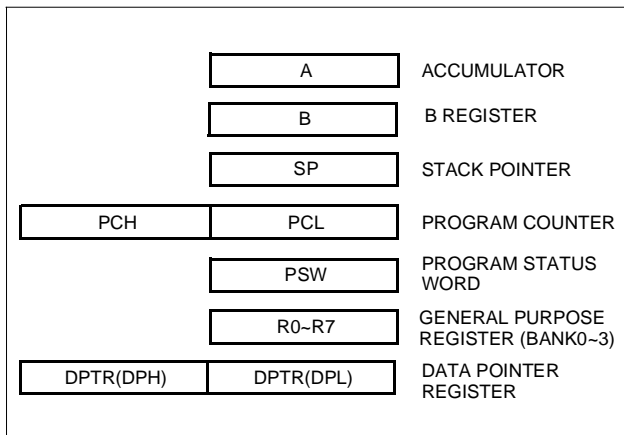 A ACCUMULATOR
B B REGISTER
SP STACK POINTER
PCH PCL PROGRAM COUNTER
PSW PROGRAM STATUS
WORD
R0~R7 GENERAL PURPOSE
REGISTER (BANK0~3)
DPTR(DPH) DPTR(DPL) DATA POINTER
REGISTER